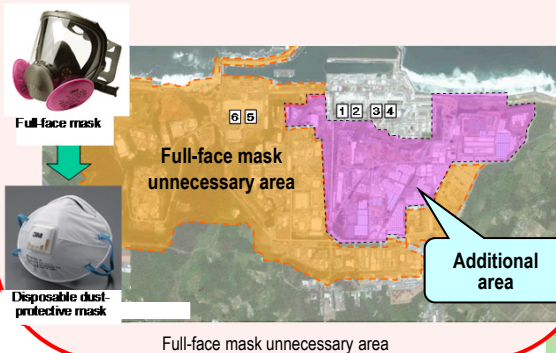 Full-face mask
6 5
1 2 3 4
Full-face mask
unnecessary area
3M
Additional
area
Disposable dust-
protective mask
Full-face mask unnecessary area